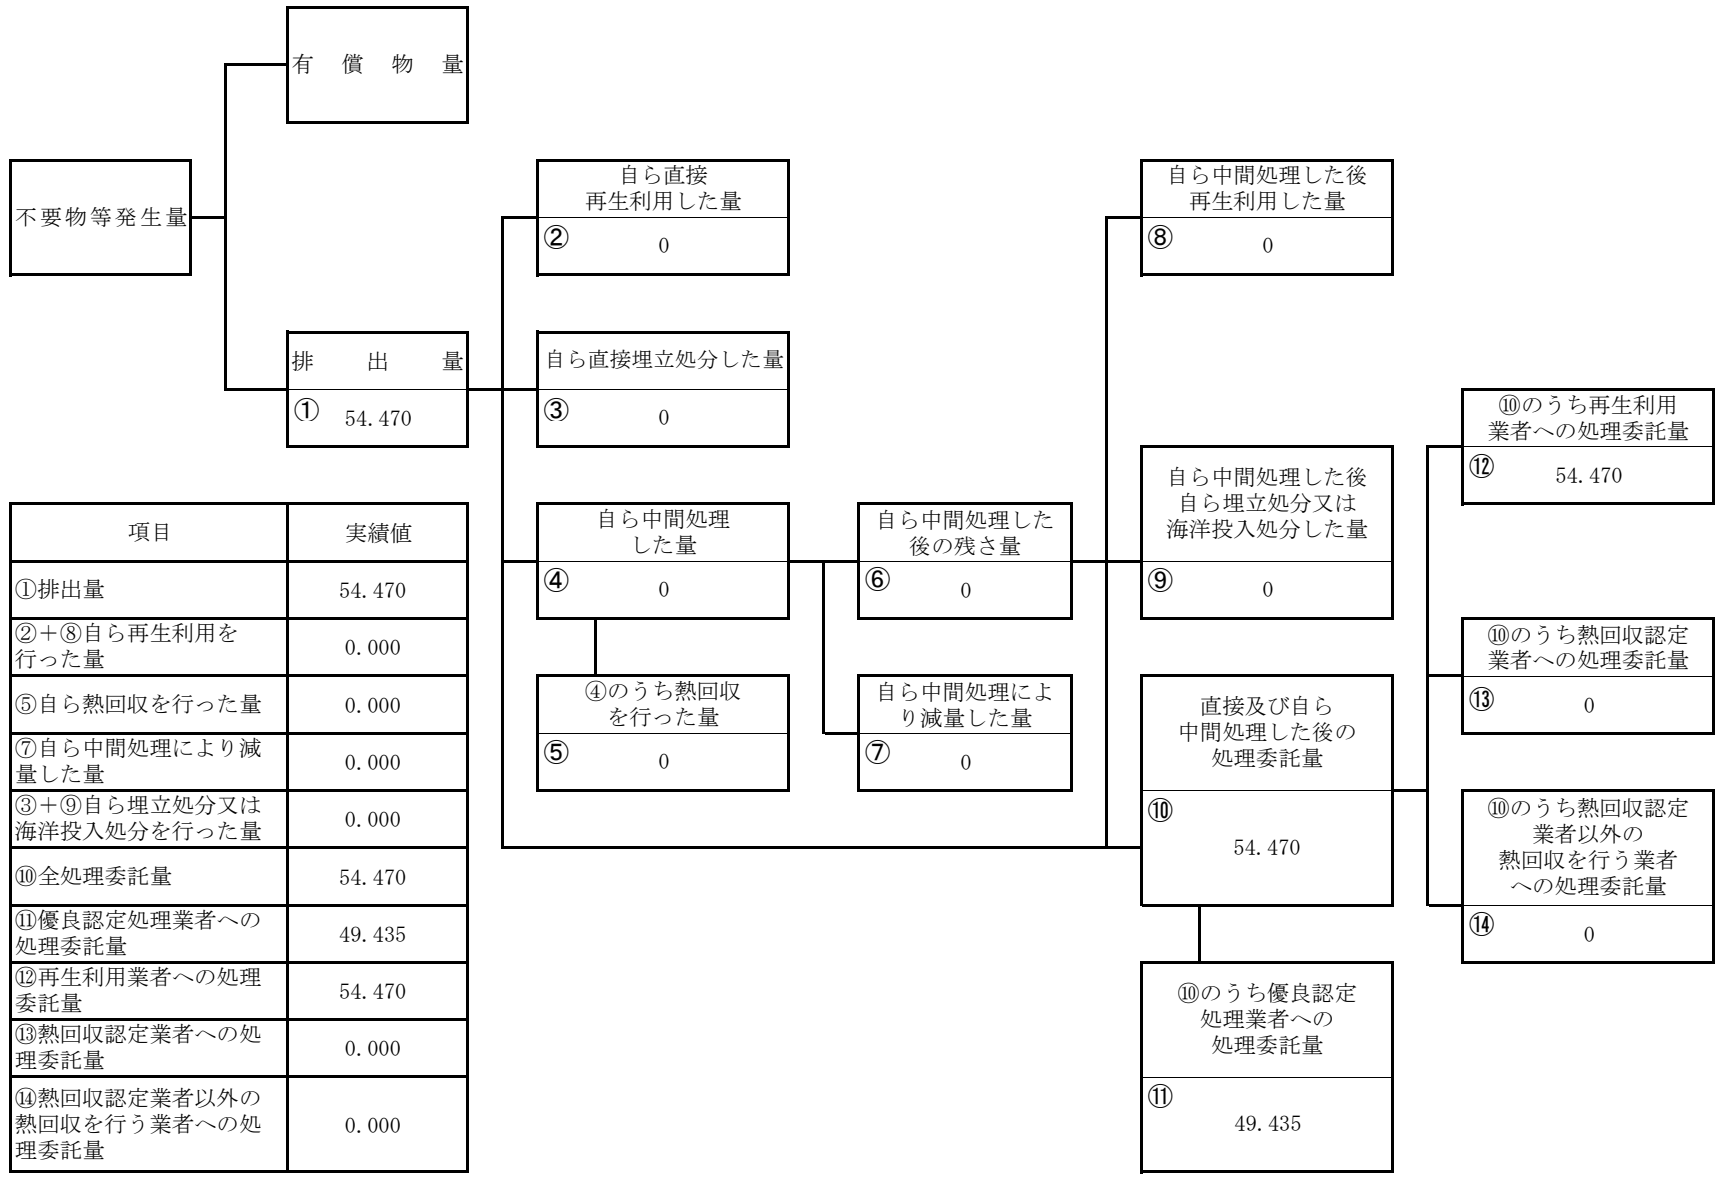 有償物量
不要物等発生量
自ら直接
再生利用した量
②
0
自ら中間処理した後
再生利用した量
⑧
0
排出量
①
54.470
自ら直接埋立処分した量
③
0
⑩のうち再生利用
業者への処理委託量
⑫
54.470
自ら中間処理した後
自ら埋立処分又は
海洋投入処分した量
⑨
0
自ら中間処理
した量
④
0
自ら中間処理した
後の残さ量
⑥
0
⑩のうち熱回収認定
業者への処理委託量
⑬
0
④のうち熱回収
を行った量
⑤
0
自ら中間処理によ
り減量した量
⑦
0
直接及び自ら
中間処理した後の
処理委託量
⑩
54.470
⑩のうち熱回収認定
業者以外の
熱回収を行う業者
への処理委託量
⑭
0
⑩のうち優良認定
処理業者への
処理委託量
⑪
49.435
項目 実績値
①排出量 54.470
②＋⑧自ら再生利用を
行った量 0.000
⑤自ら熱回収を行った量 0.000
⑦自ら中間処理により減
量した量 0.000
③＋⑨自ら埋立処分又は
海洋投入処分を行った量 0.000
⑩全処理委託量 54.470
⑪優良認定処理業者への
処理委託量 49.435
⑫再生利用業者への処理
委託量 54.470
⑬熱回収認定業者への処
理委託量 0.000
⑭熱回収認定業者以外の
熱回収を行う業者への処
理委託量 0.000